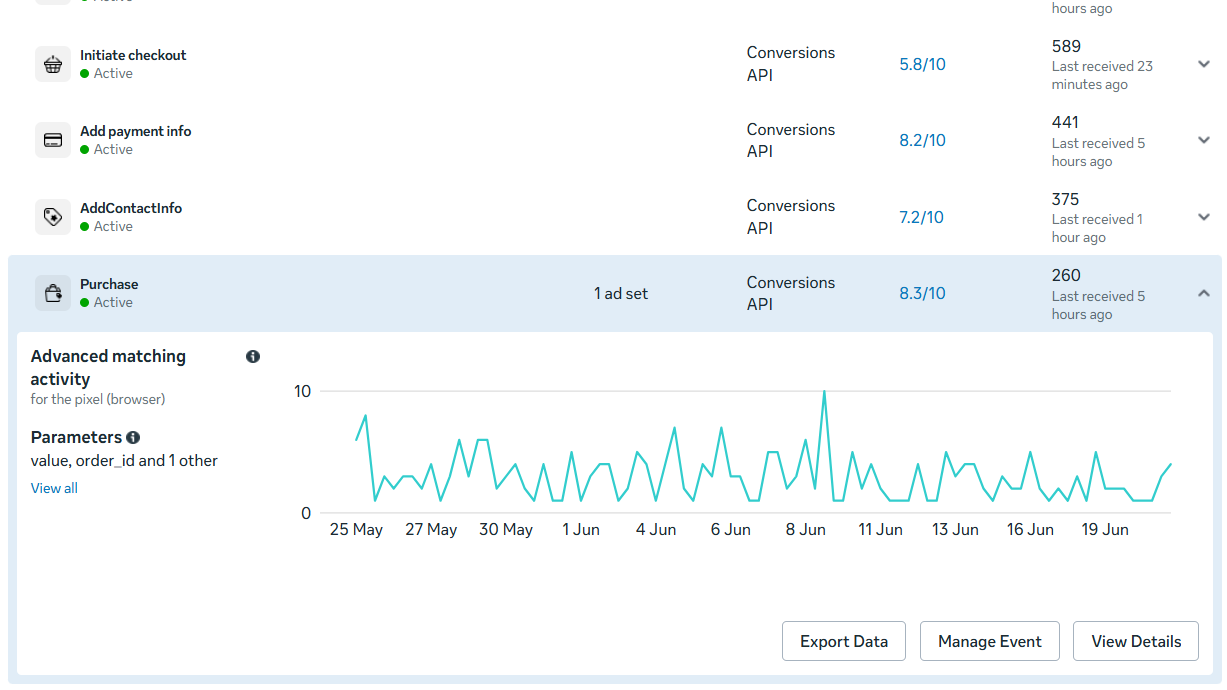 hours ago
Initiate checkout
Active
Conversions
API
5.8/10
589
Last received 23
minutes ago
Add payment info
Active
Conversions
API
8.2/10
441
Last received 5
hours ago
AddContactInfo
Active
Conversions
API
7.2/10
375
Last received 1
hour ago
Purchase
Active
1 ad set
Conversions
API
8.3/10
260
Last received 5
hours ago
Advanced matching
activity
for the pixel (browser)
Parameters
value, order_id and 1 other
View all
10
0
25 May 27 May 30 May 1 Jun 4 Jun 6 Jun 8 Jun 11 Jun 13 Jun 16 Jun 19 Jun
Export Data
Manage Event
View Details